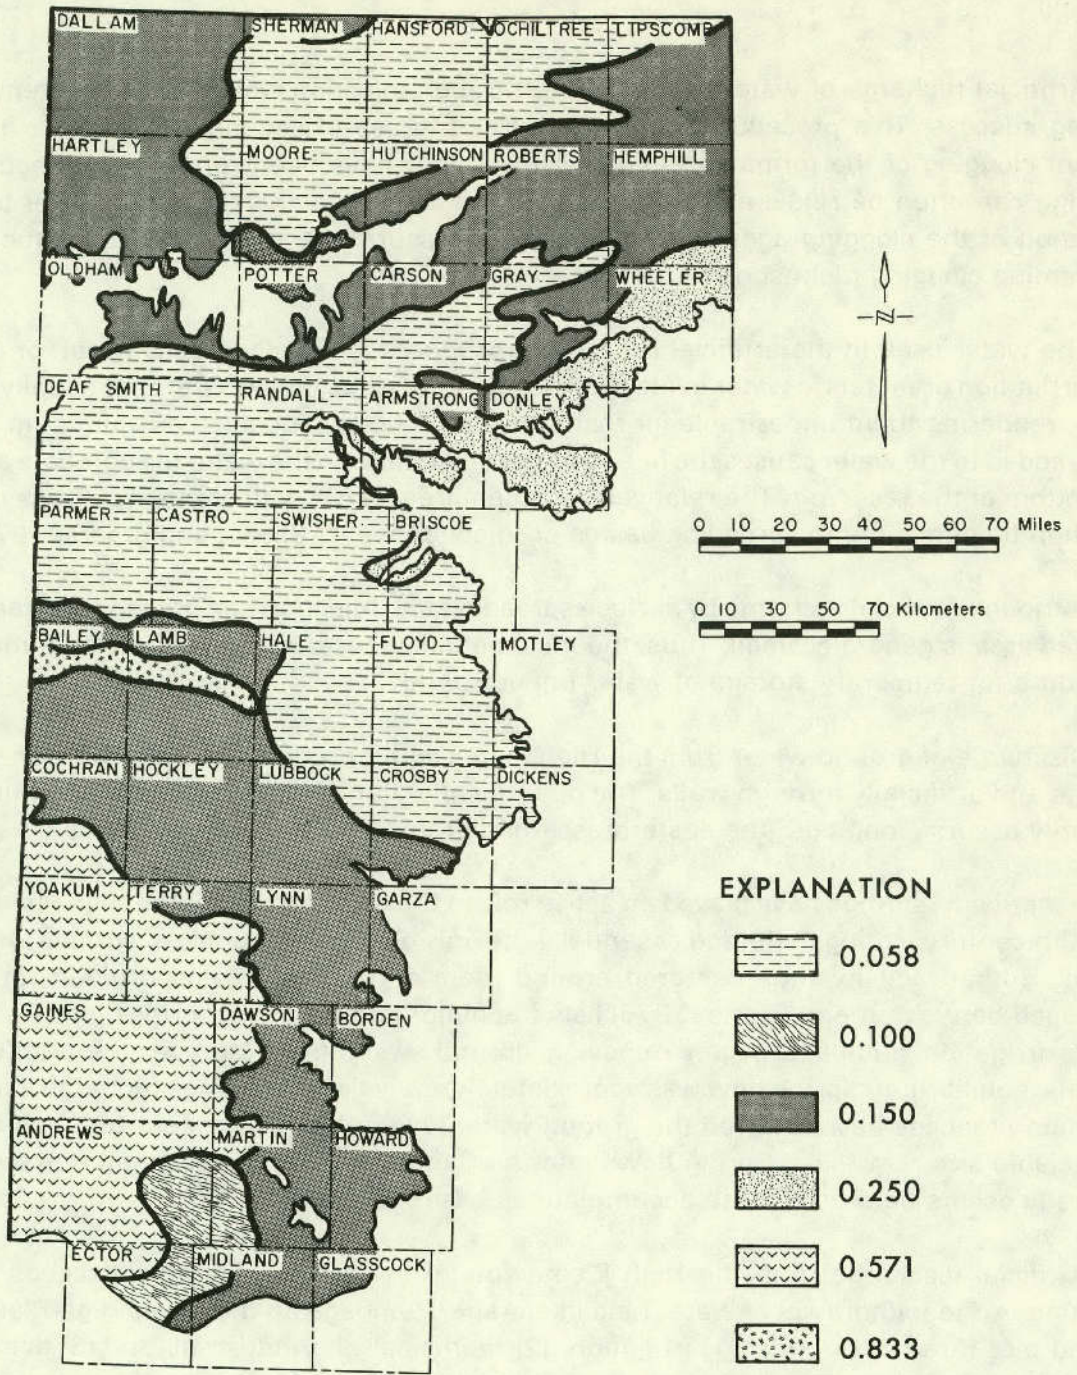 DALLAM SHERMAN HANSFORD OCHILTREE LIPSCOMB
HARTLEY MOORE HUTCHINSON ROBERTS HEMPHILL
OLDHAM POTTER CARSON GRAY WHEELER
N
DEAF SMITH RANDALL ARMSTRONG DONLEY
PARMER CASTRO SWISHER BRISCOE
0 10 20 30 40 50 60 70 Miles
10 30 50 70 Kilometers
BAILEY LAMB HALE FLOYD MOTLEY
COCHRAN HOCKLEY LUBBOCK CROSBY DICKENS
YOAKUM TERRY LYNN GARZA
GAINES DAWSON BORDEN
ANDREWS MARTIN HOWARD
ECTOR MIDLAND GLASSCOCK
EXPLANATION
0.058
0.100
0.150
0.250
0.571
0.833